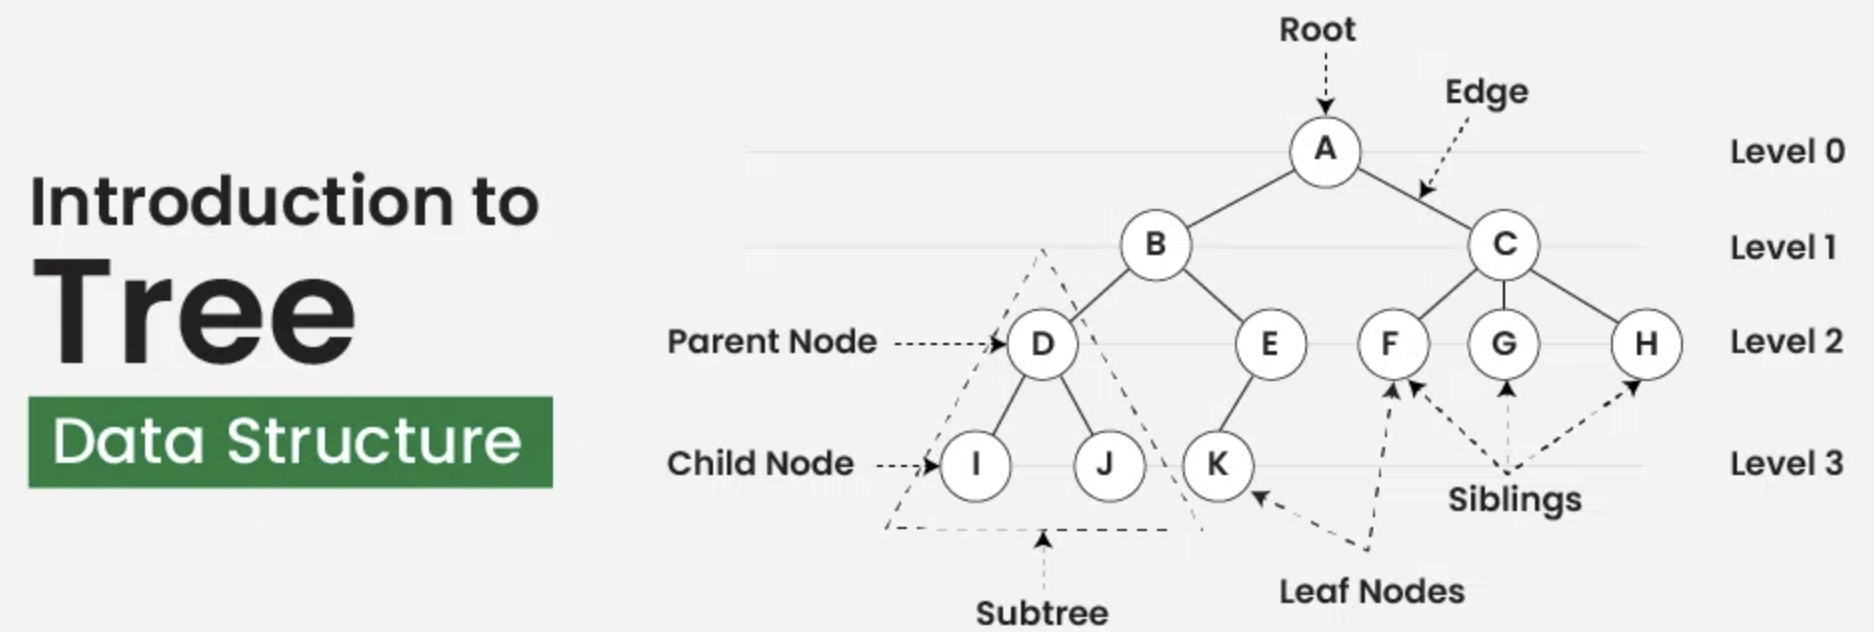 Introduction to
Tree
Data Structure
Root
Edge
A
Level 0
B
C
Level 1
Parent Node
D
E
F
G
H
Level 2
Child Node
I
J
K
Level 3
Siblings
Leaf Nodes
Subtree